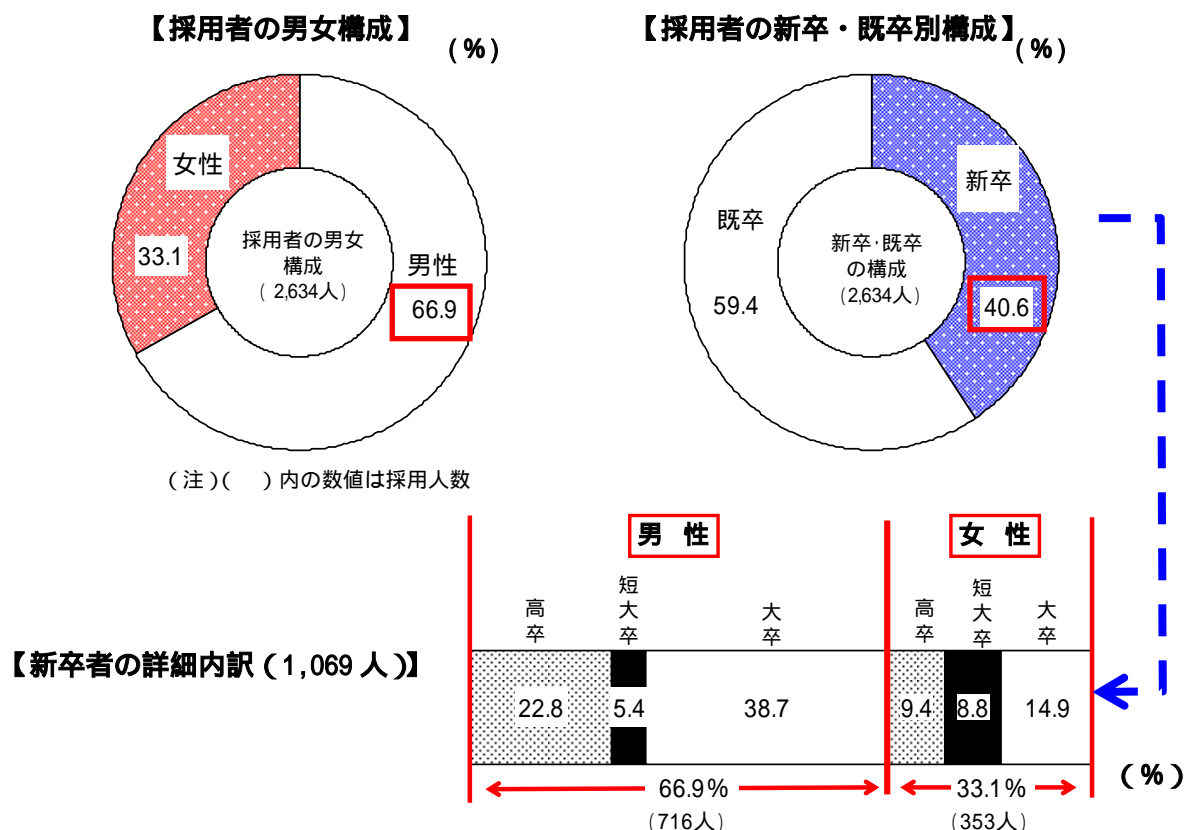 【採用者の男女構成】
(%)
女性
33.1
採用者の男女
構成
( 2,634人)
男性
66.9
【採用者の新卒・既卒別構成】
(%)
新卒
既卒
新卒･既卒
の構成
(2,634人)
59.4
40.6
(注)(　)内の数値は採用人数
男 性
女 性
高卒
短大卒
大卒
高卒
短大卒
大卒
【新卒者の詳細内訳(1,069人)】
22.8
5.4
38.7
9.4
8.8
14.9
(%)
66.9%
(716人)
33.1%
(353人)